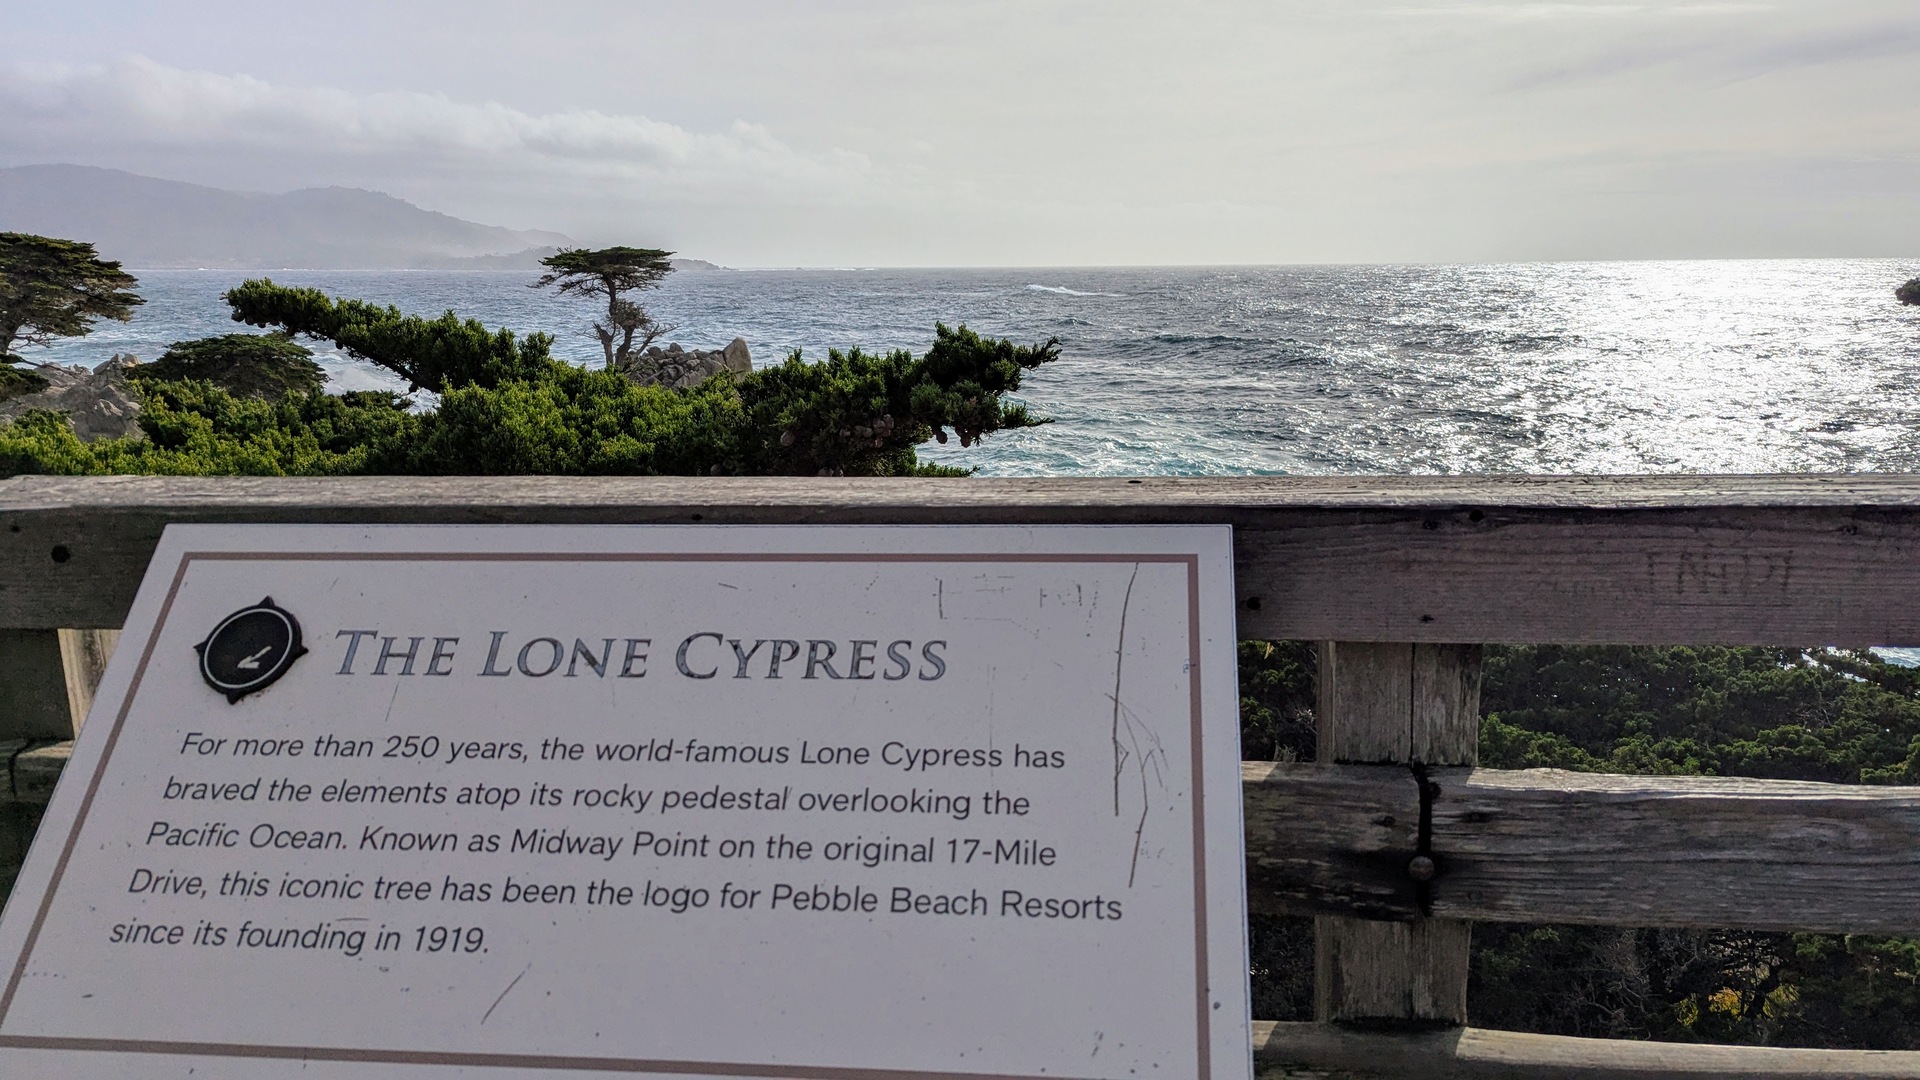 THE LONE CYPRESS
For more than 250 years, the world-famous Lone Cypress has
braved the elements atop its rocky pedestal overlooking the
Pacific Ocean. Known as Midway Point on the original 17-Mile
Drive, this iconic tree has been the logo for Pebble Beach Resorts
since its founding in 1919.